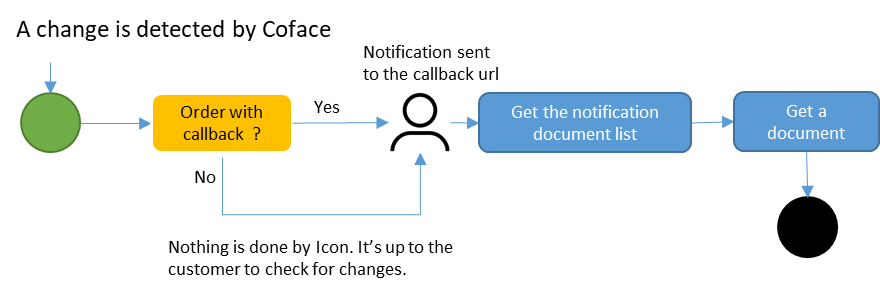 A change is detected by Coface
Notification sent
to the callback url
Order with
callback ?
Yes
Get the notification
document list
Get a
document
No
Nothing is done by Icon. It’s up to the
customer to check for changes.